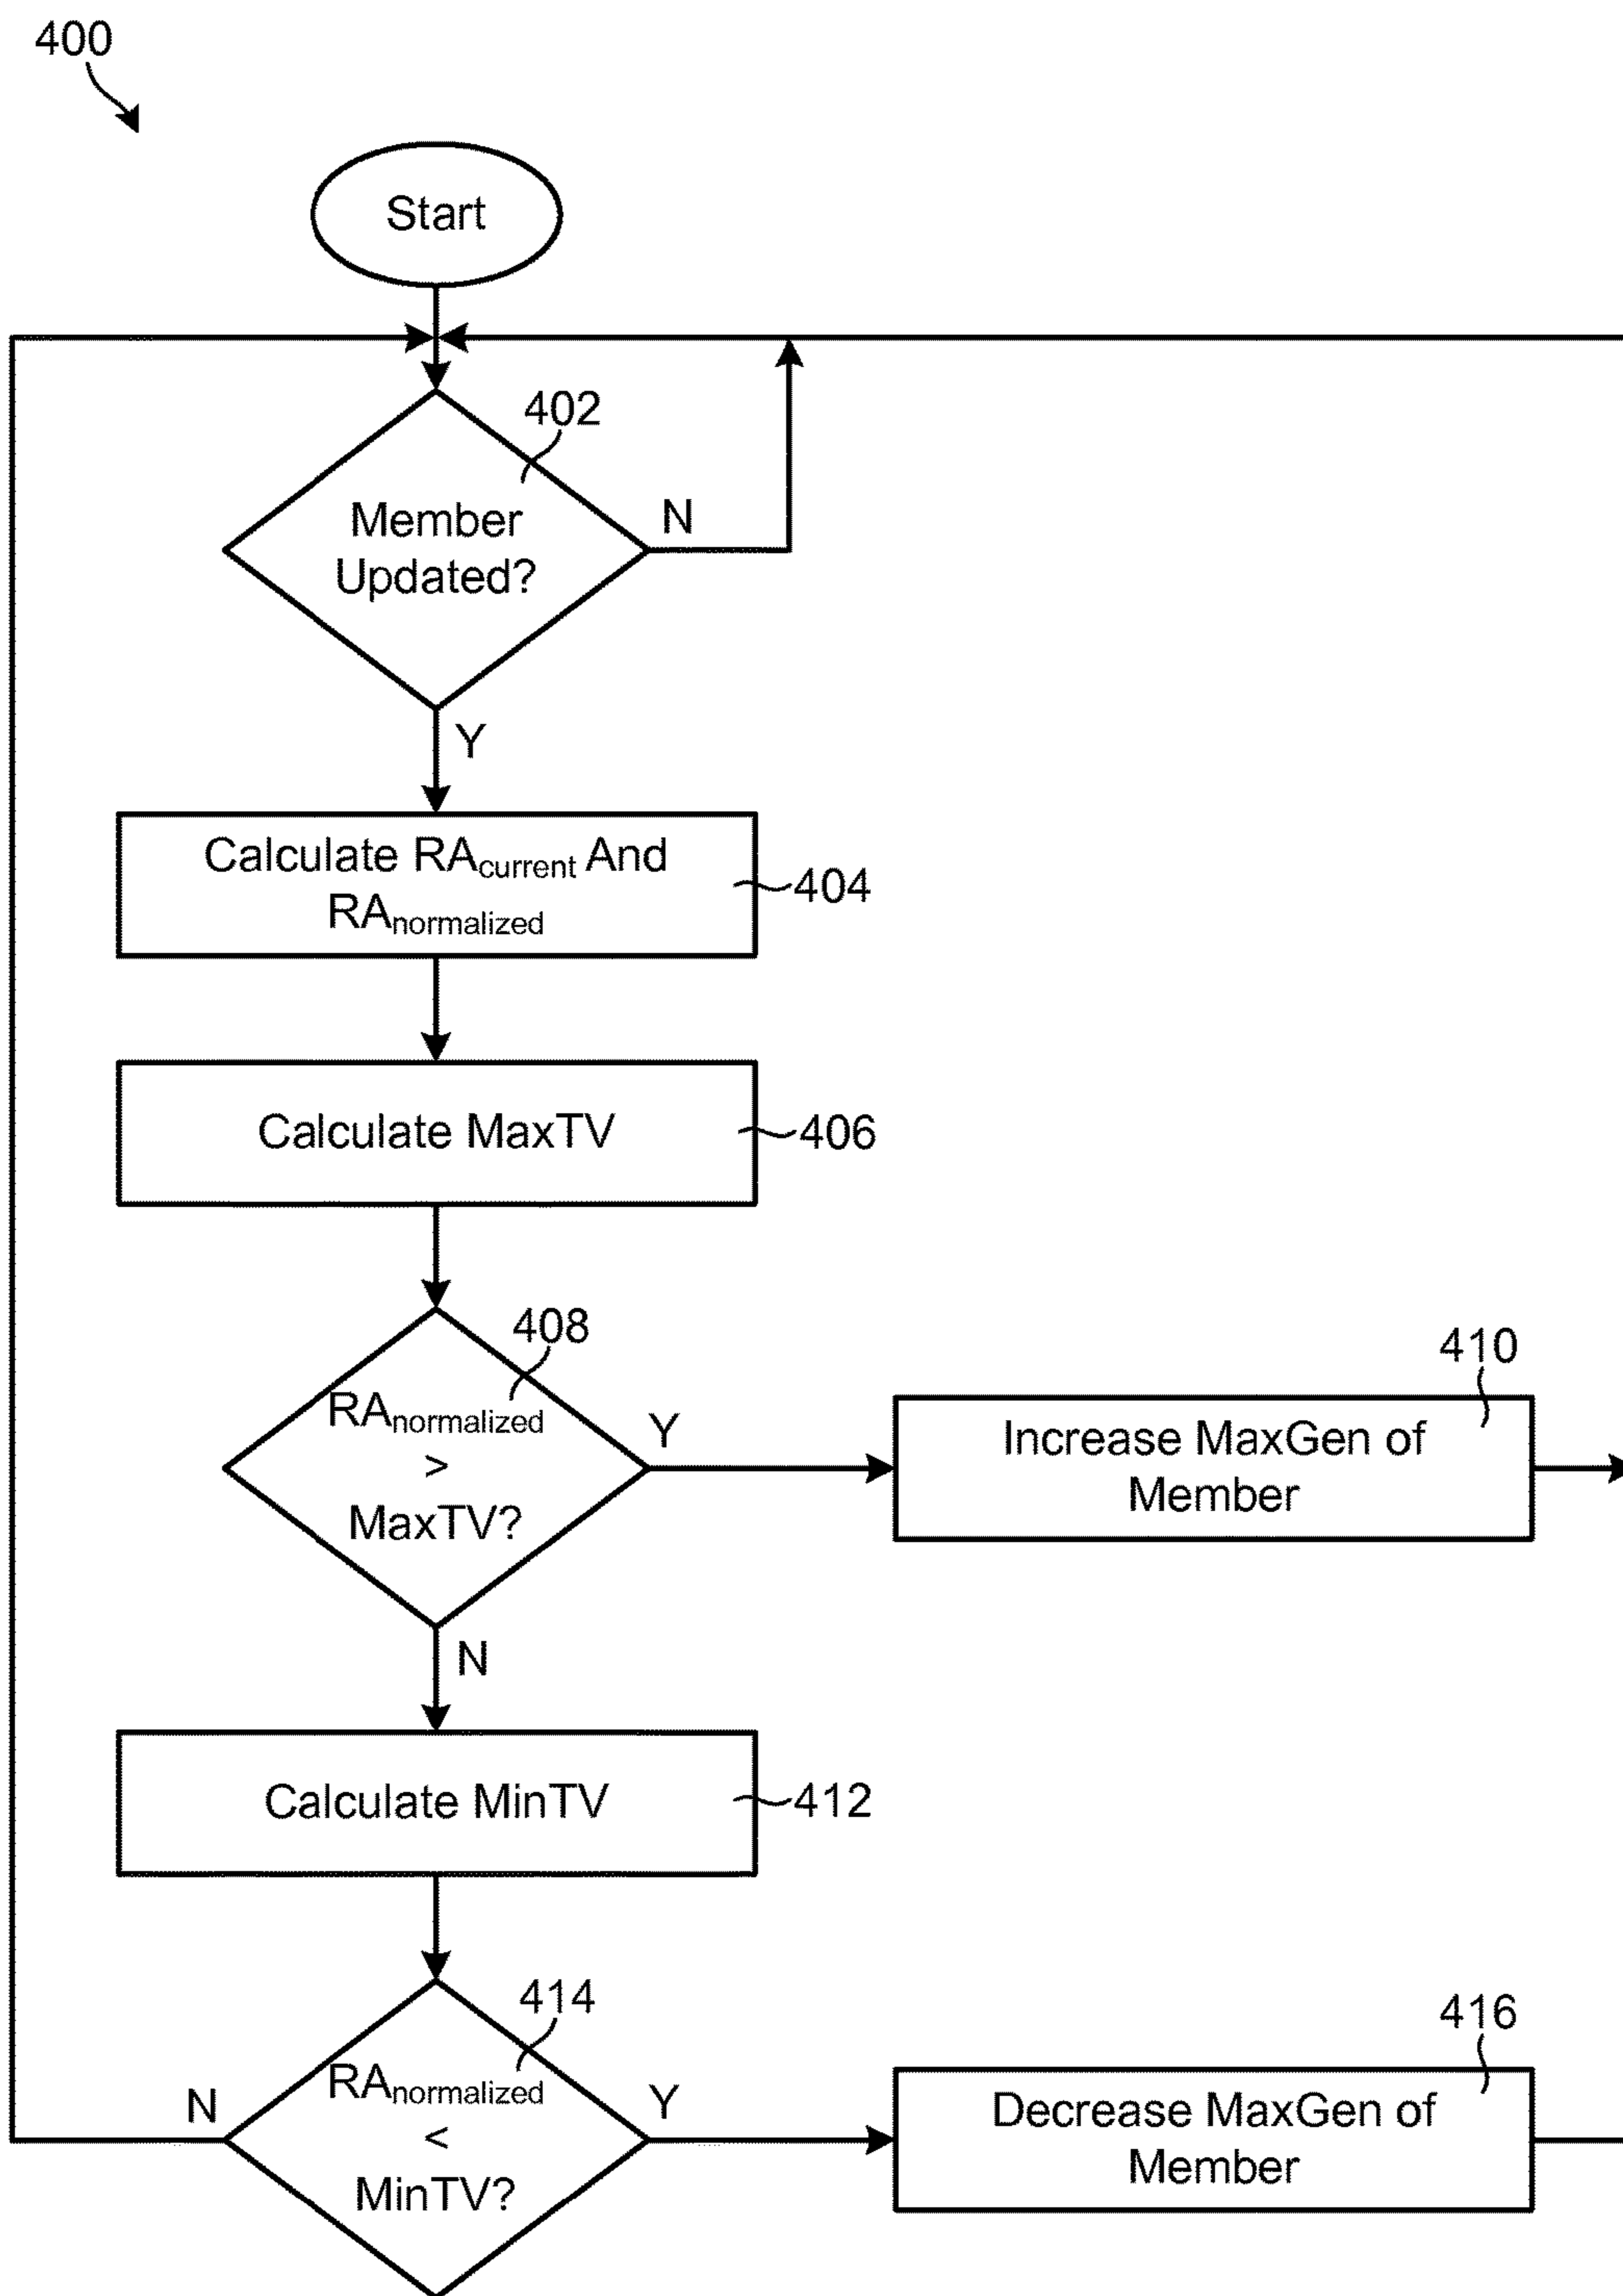 400
Start
402
Member
Updated?
N
Y
Calculate RAcurrent And
RAnormalized
404
Calculate MaxTV
406
408
RAnormalized
>
MaxTV?
Y
410
Increase MaxGen of
Member
N
Calculate MinTV
412
414
RAnormalized
<
MinTV?
N
Y
416
Decrease MaxGen of
Member